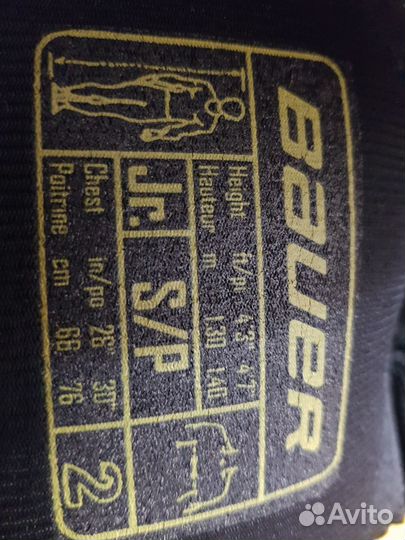 BAUER
Height ft/p 4'3" 4'7"
Hauteur m 1.30 1.40
Jr. S/P
Chest in/po 26" 30"
Poitrine cm 66 76
2
Avito